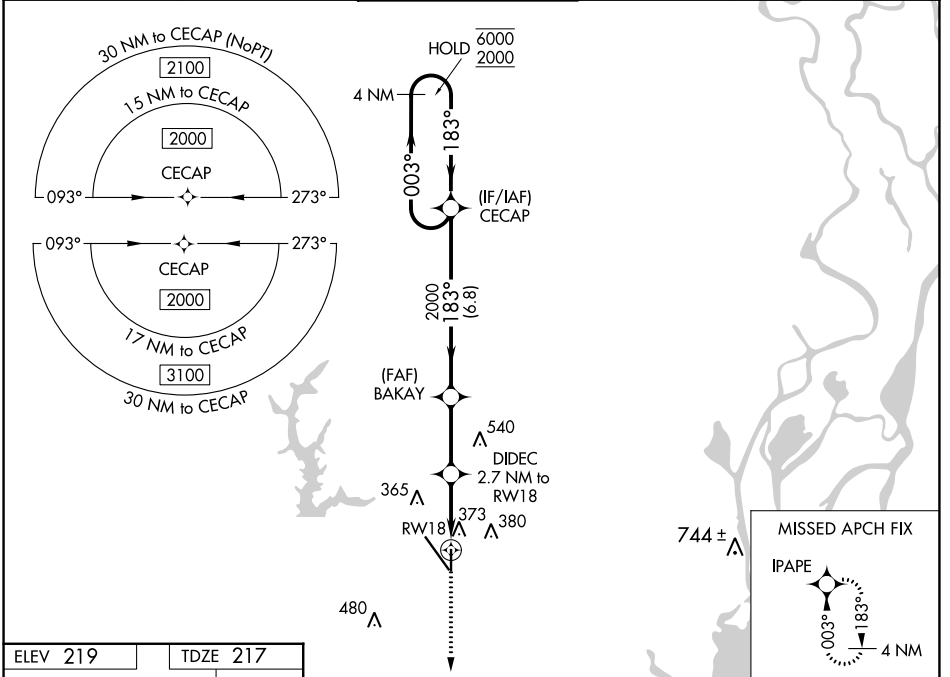 30 NM to CECAP (NoPT)
2100
15 NM to CECAP
2000
CECAP
093°
273°
093°
273°
CECAP
2000
17 NM to CECAP
3100
30 NM to CECAP
HOLD 6000
2000
4 NM
183°
003°
(IF/IAF)
CECAP
2000
183°
(6.8)
(FAF)
BAKAY
540
DIDEC
2.7 NM to
RW18
365
373
380
RW18
744 ±
480
MISSED APCH FIX
IPAPE
003°
183°
4 NM
ELEV 219
TDZE 217